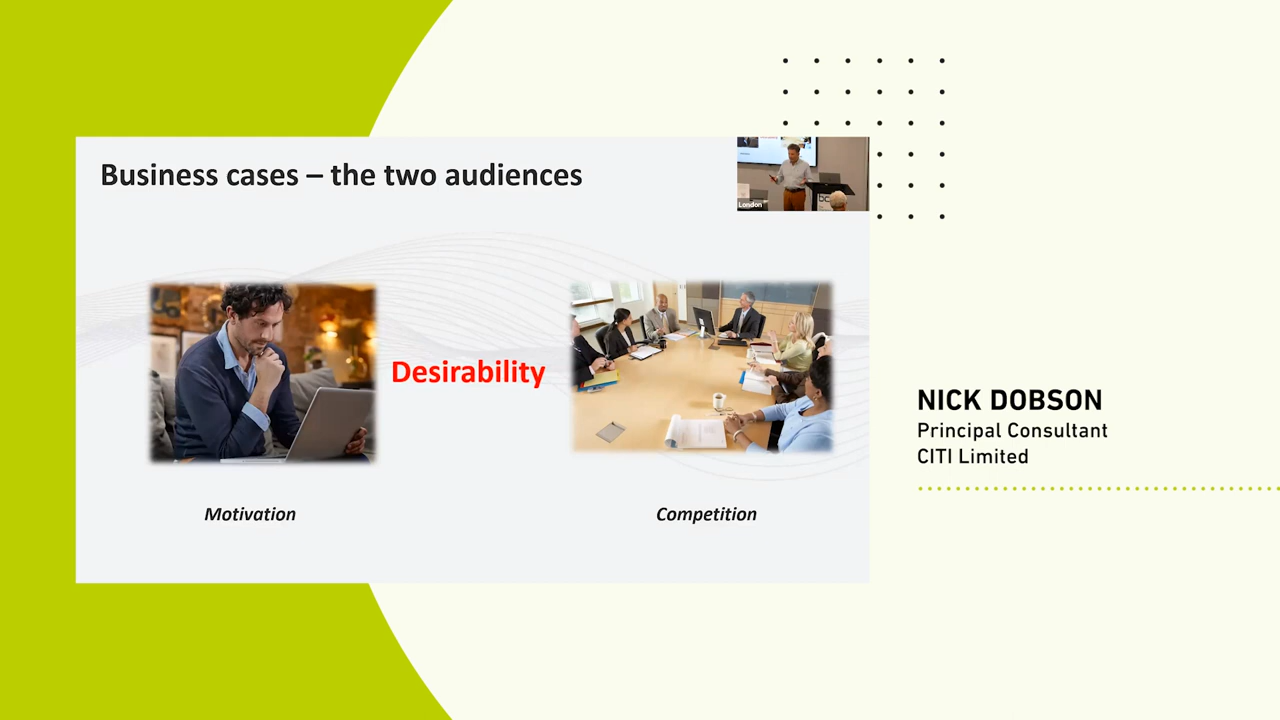 Business cases – the two audiences
London
Desirability
Motivation
Competition
NICK DOBSON
Principal Consultant
CITI Limited